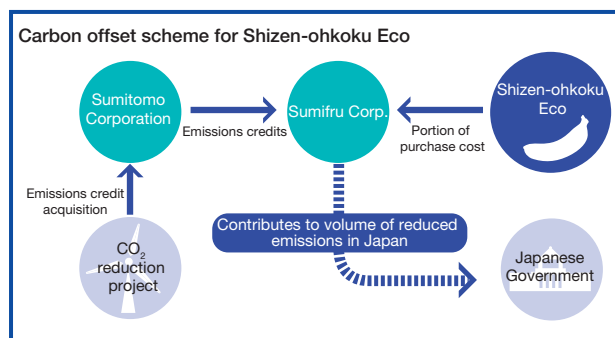 Carbon offset scheme for Shizen-ohkoku Eco
Sumitomo
Corporation
Emissions credits
Sumifru Corp.
Portion of
purchase cost
Shizen-ohkoku
Eco
Emissions credit
acquisition
CO₂
reduction
project
Contributes to volume of reduced
emissions in Japan
Japanese
Government